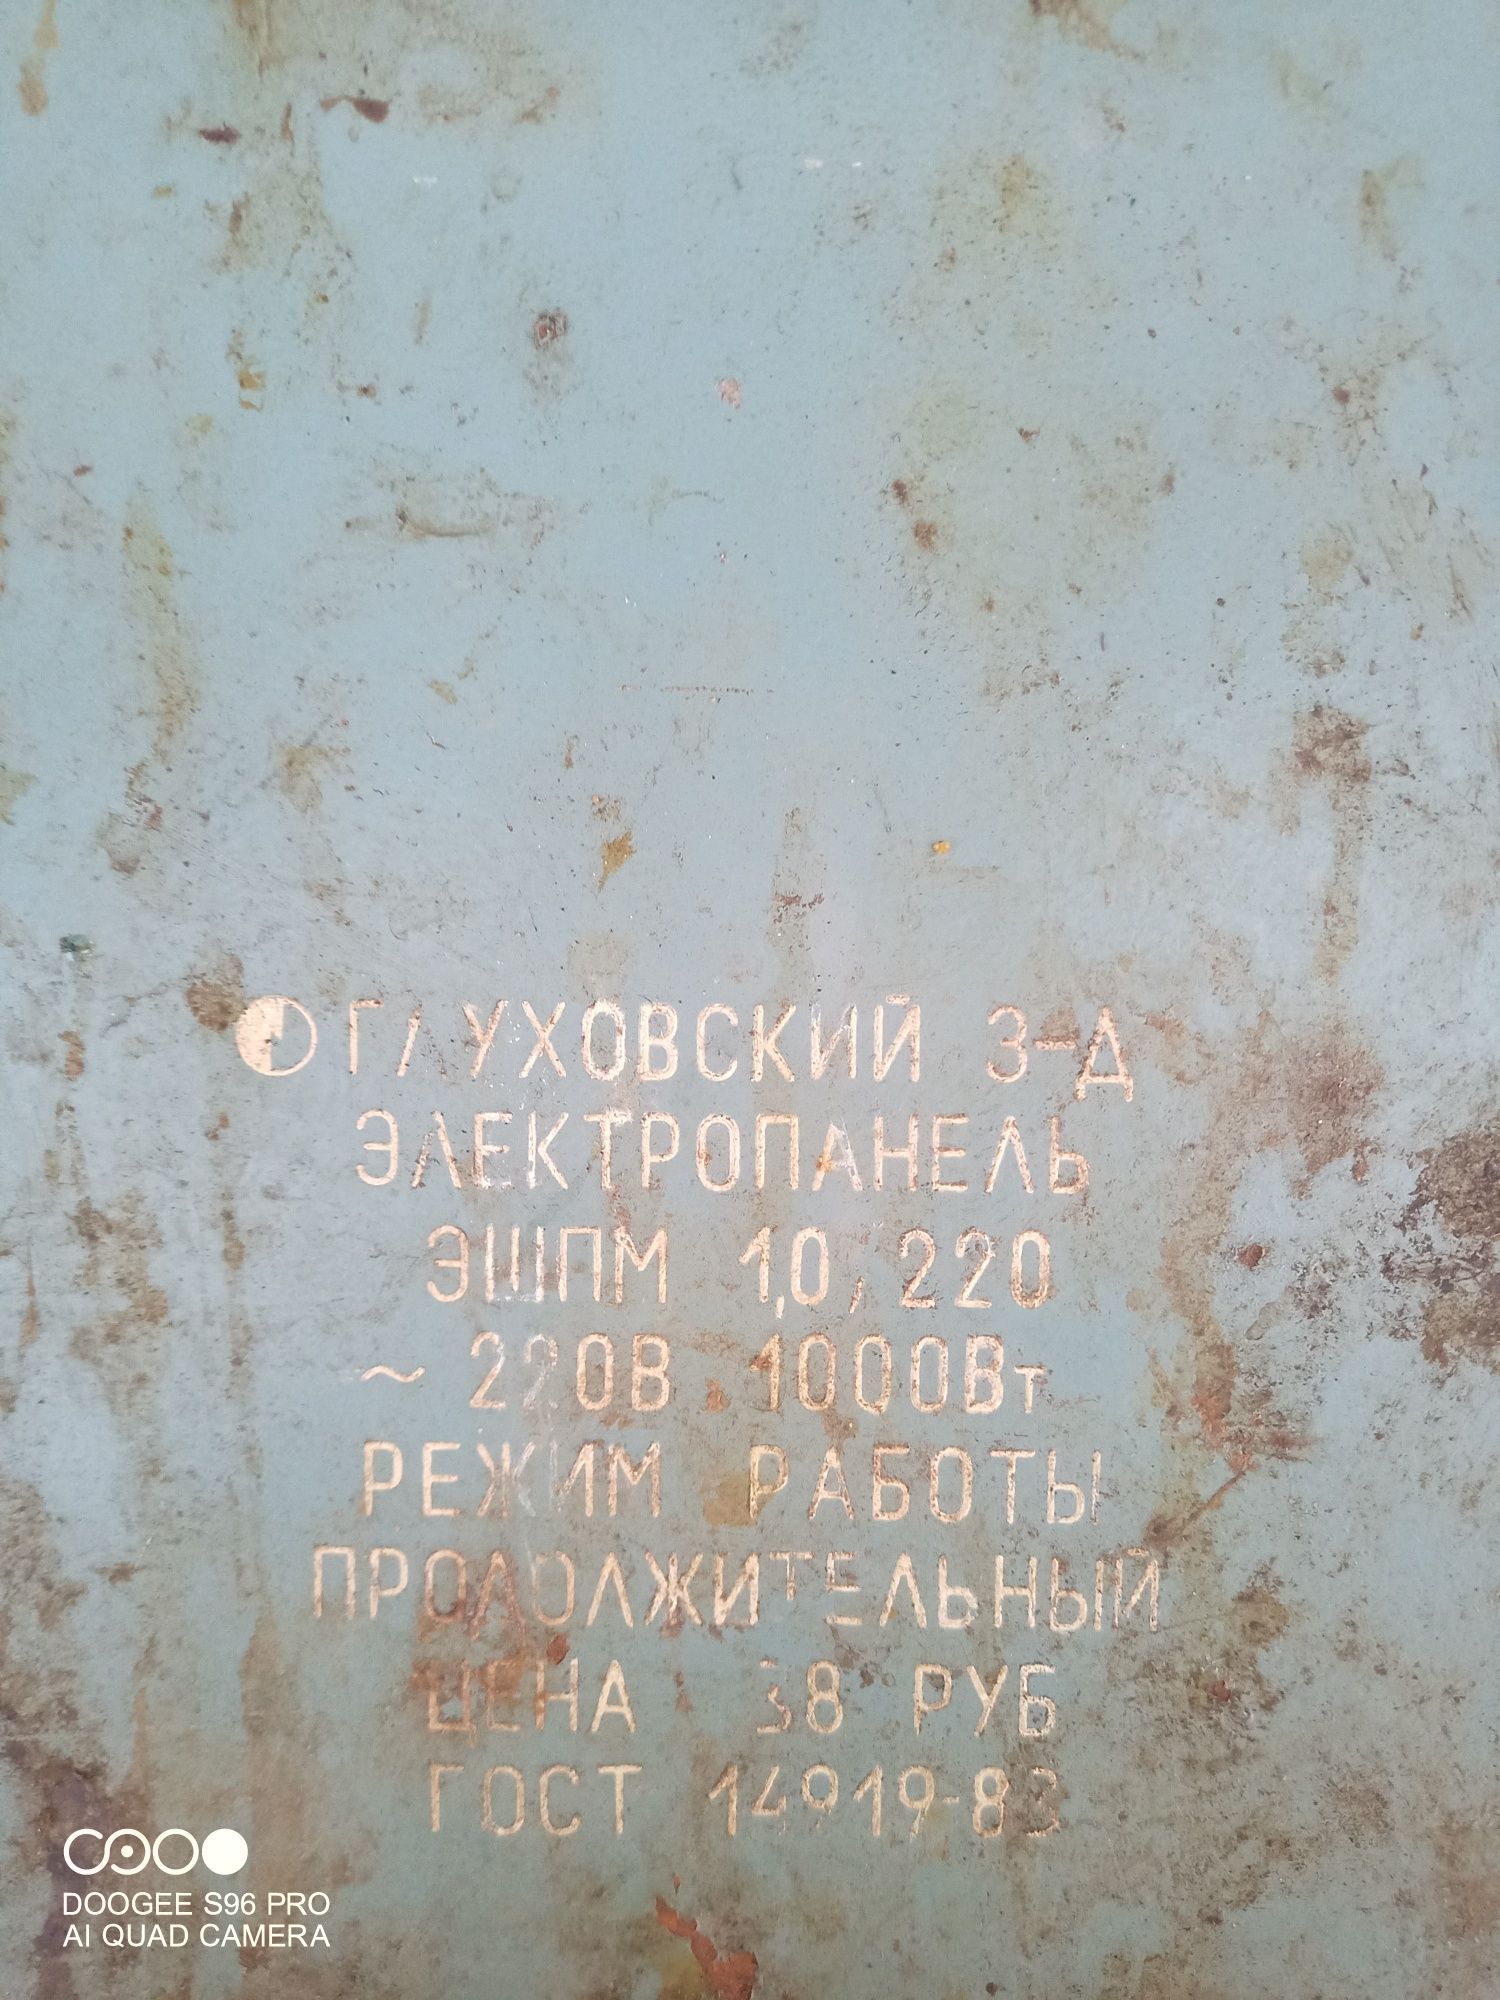 ГЛУХОВСКИЙ З-Д
ЭЛЕКТРОПАНЕЛЬ
ЭШПМ 1,0, 220
~ 220В 1000Вт
РЕЖИМ РАБОТЫ
ПРОДОЛЖИТЕЛЬНЫЙ
ЦЕНА 38 РУБ
ГОСТ 14919-83
DOOGEE S96 PRO
AI QUAD CAMERA